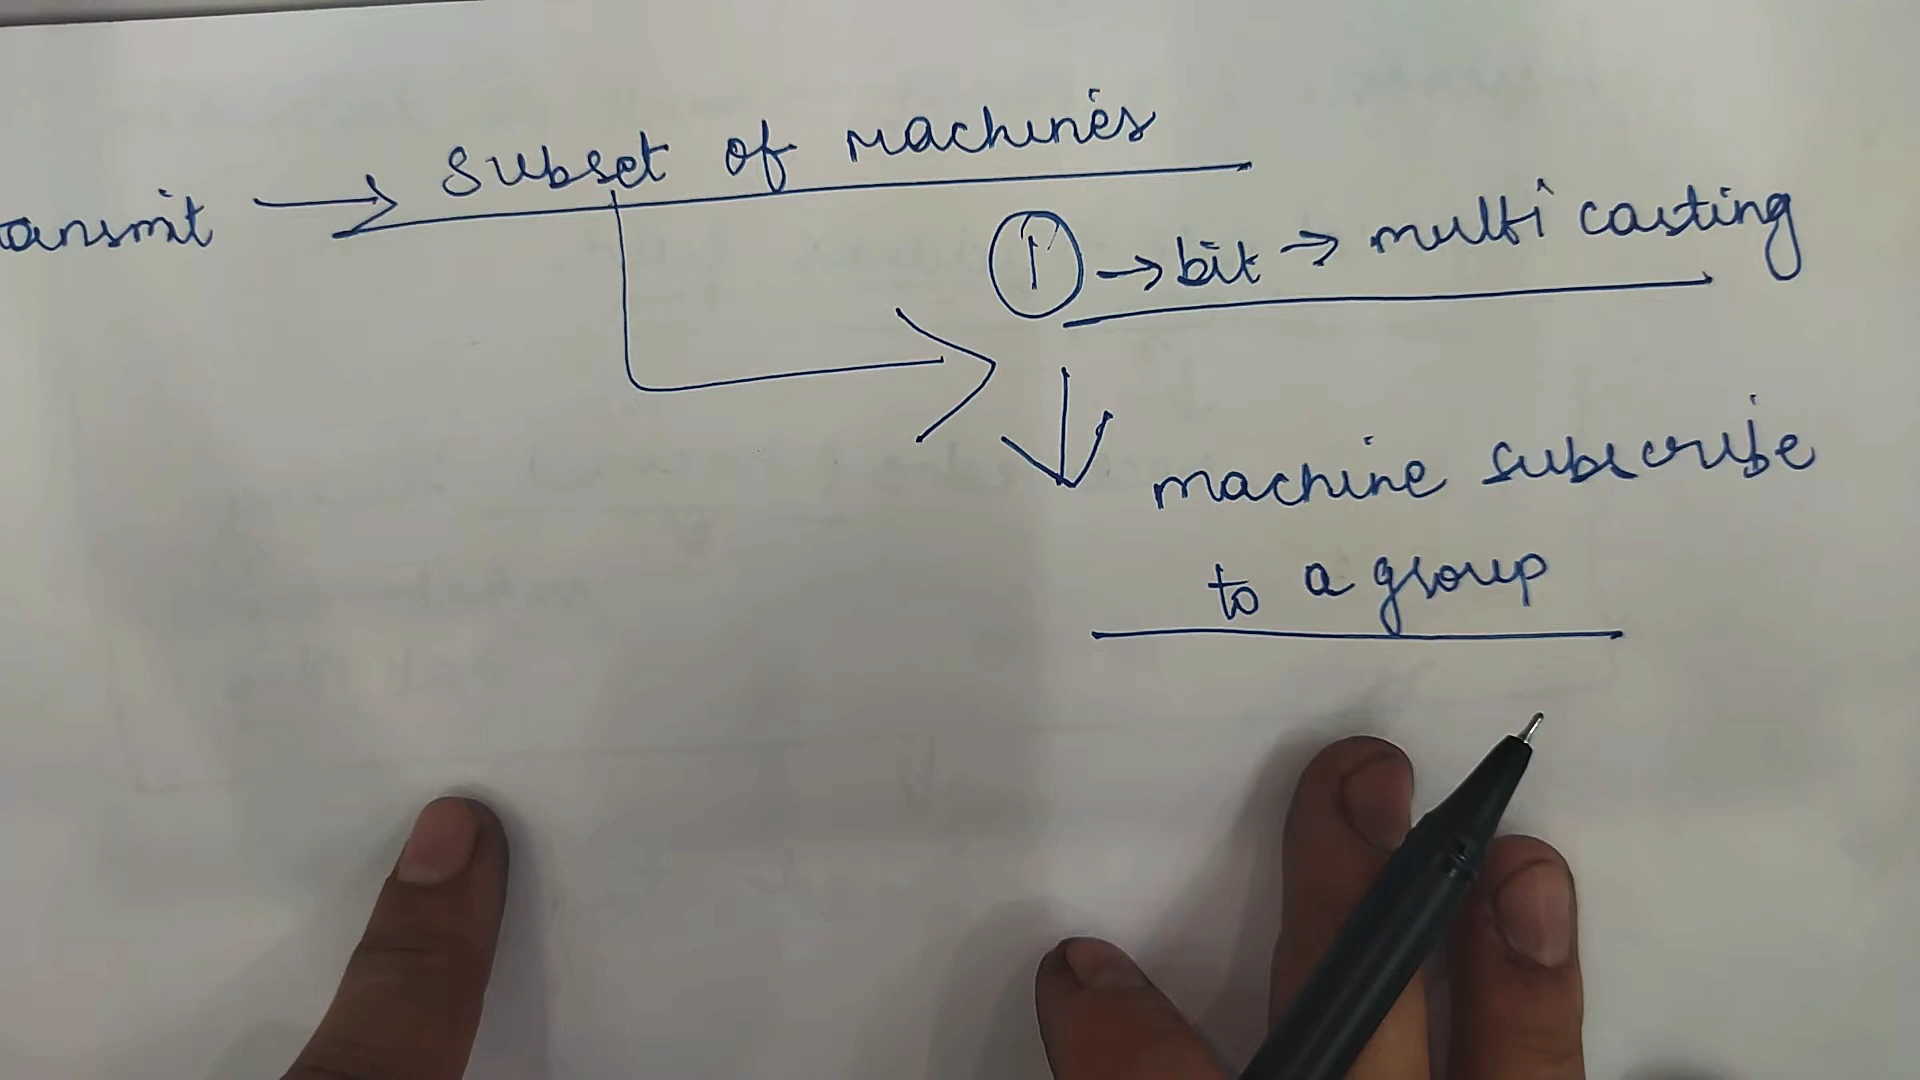 ansmit → subset of machines
1 → bit → multi casting
machine subscribe
to a group